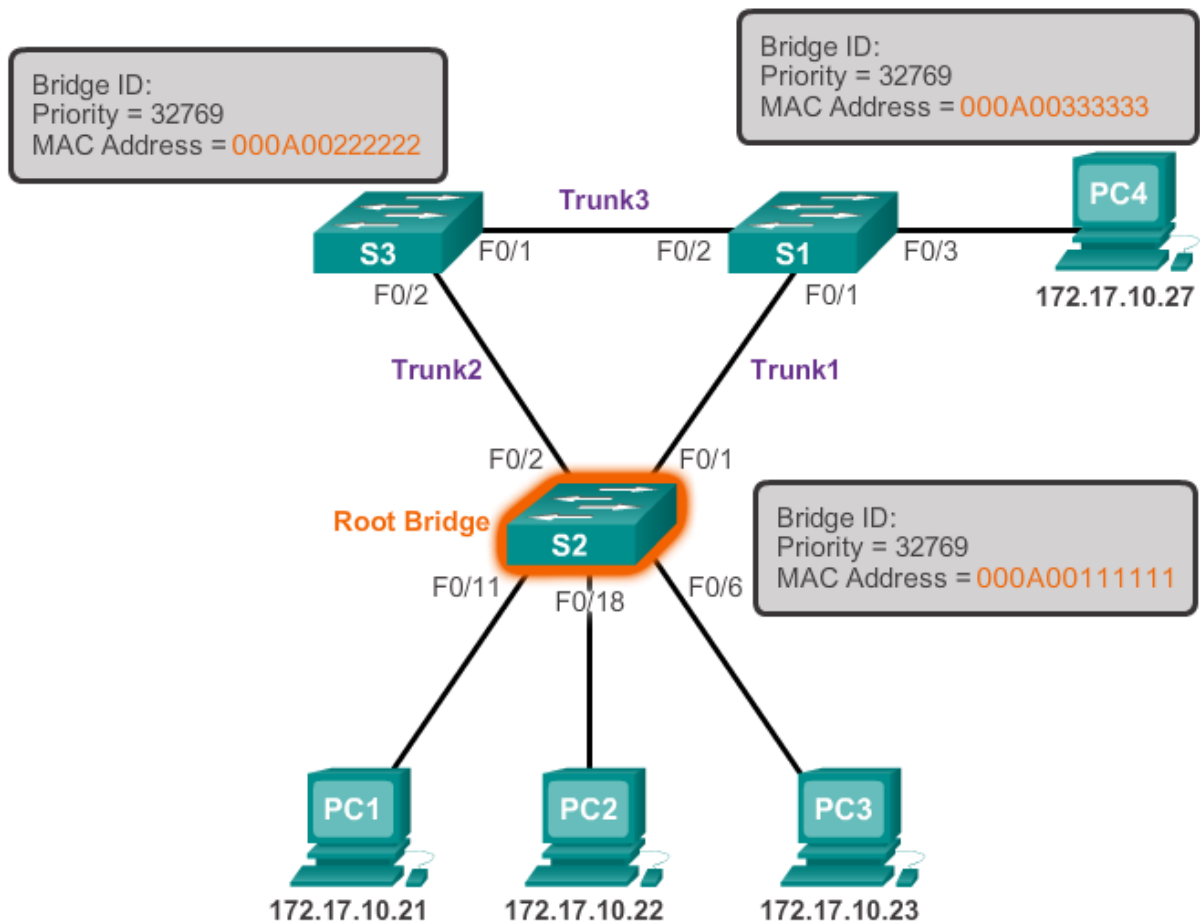 Bridge ID:
Priority = 32769
MAC Address = 000A00222222
Bridge ID:
Priority = 32769
MAC Address = 000A00333333
Trunk3
PC4
S3
F0/1
F0/2
S1
F0/3
F0/2
F0/1
172.17.10.27
Trunk2
Trunk1
F0/2
F0/1
Root Bridge
S2
Bridge ID:
Priority = 32769
MAC Address = 000A00111111
F0/11
F0/18
F0/6
PC1
PC2
PC3
172.17.10.21
172.17.10.22
172.17.10.23